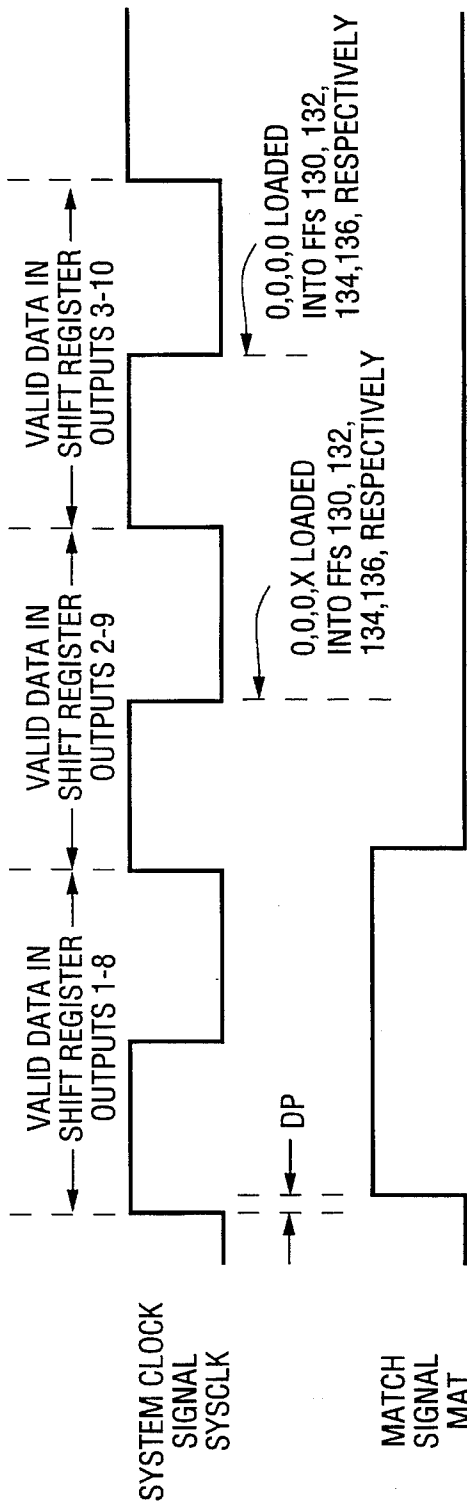 VALID DATA IN
SHIFT REGISTER
OUTPUTS 1-8
VALID DATA IN
SHIFT REGISTER
OUTPUTS 2-9
VALID DATA IN
SHIFT REGISTER
OUTPUTS 3-10
SYSTEM CLOCK
SIGNAL
SYSCLK
DP
0,0,0,X LOADED
INTO FFs 130, 132,
134,136, RESPECTIVELY
0,0,0,0 LOADED
INTO FFs 130, 132,
134,136, RESPECTIVELY
MATCH
SIGNAL
MAT